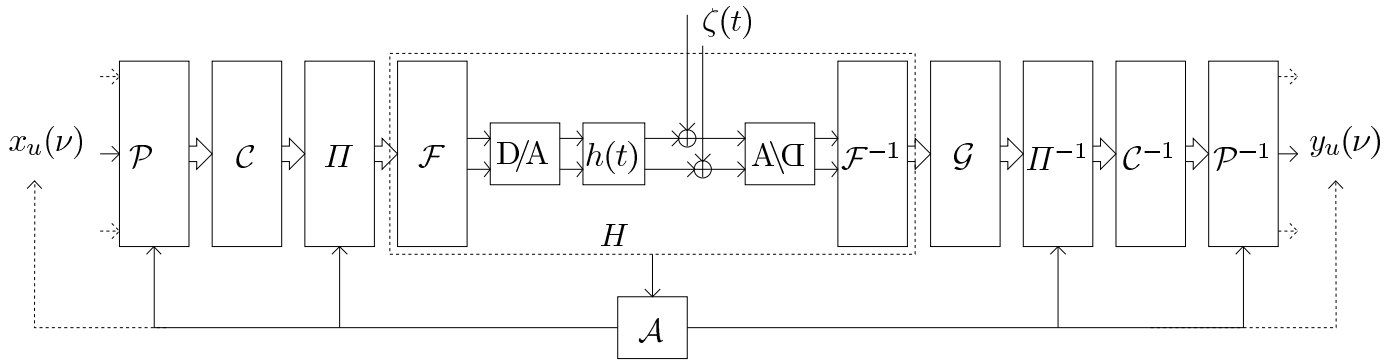 ζ(t)
x_u(ν)
𝒫
𝒞
Π
ℱ
D/A
h(t)
A\D
ℱ⁻¹
𝒢
Π⁻¹
𝒞⁻¹
𝒫⁻¹
y_u(ν)
H
𝒜